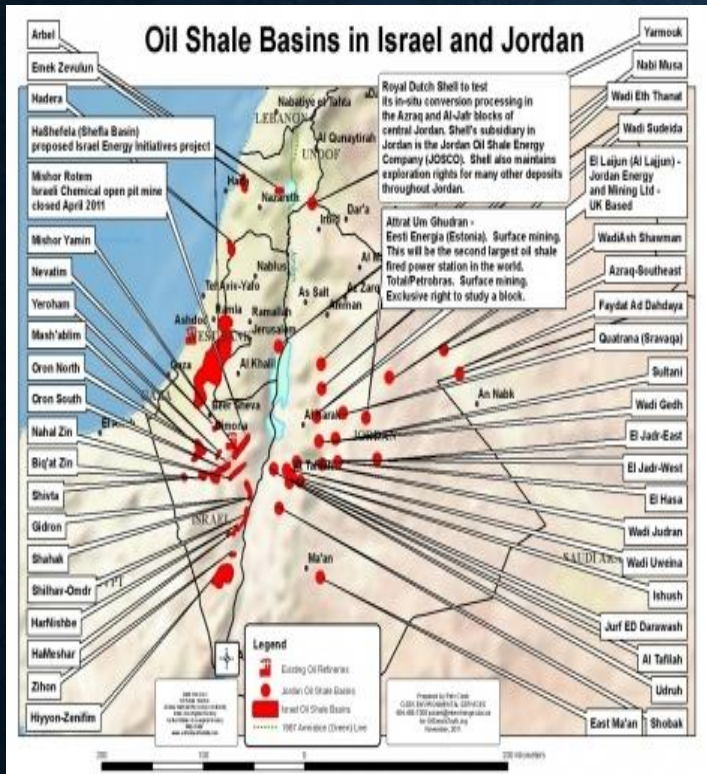 Oil Shale Basins in Israel and Jordan
Arbel
Emek Zevulun
Hadera
HaShefela (Shefla Basin)
proposed Israel Energy Initiatives project
Mishor Rotem
Israeli Chemical open pit mine
closed April 2011
Mishor Yamin
Nevatim
Yeroham
Mash'ablim
Oron North
Oron South
Nahal Zin
Biq'at Zin
Shivta
Gidron
Shahak
Shilhav-Omdr
HarNishbe
HaMeshar
Zihon
Hiyyon-Zenifim
Nabatiye et Tahta
LEBANON
Al Qunaytirah
UNDOF
Nazareth
Dar'a
Irbid
Nablus
Tel Aviv-Yafo
As Salt
Ramla
Ramallah
Amman
Ashdod
WEST BANK
Jerusalem
Gaza
GAZA
Al Khalil
Beer Sheva
Dimona
JORDAN
An Nabk
ISRAEL
Ma'an
Royal Dutch Shell to test
its in-situ conversion processing in
the Azraq and Al-Jafr blocks of
central Jordan. Shell's subsidiary in
Jordan is the Jordan Oil Shale Energy
Company (JOSCO). Shell also maintains
exploration rights for many other deposits
throughout Jordan.
Attrat Um Ghudran -
Eesti Energia (Estonia). Surface mining.
This will be the second largest oil shale
fired power station in the world.
Total/Petrobras. Surface mining.
Exclusive right to study a block.
Yarmouk
Nabi Musa
Wadi Eth Thanat
Wadi Sudeida
El Lajjun (Al Lajjun) -
Jordan Energy
and Mining Ltd -
UK Based
WadiAsh Shawman
Azraq-Southeast
Faydat Ad Dahdaya
Quatrana (Sravaqa)
Sultani
Wadi Gedh
El Jadr-East
El Jadr-West
El Hasa
Wadi Judran
Wadi Uweina
Ishush
Jurf ED Darawash
Al Tafilah
Udruh
East Ma'an
Shobak
Legend
Existing Oil Refineries
Jordan Oil Shale Basins
Israel Oil Shale Basins
1967 Armistice (Green) Line
November, 2011
200
100
0
200 kilometers